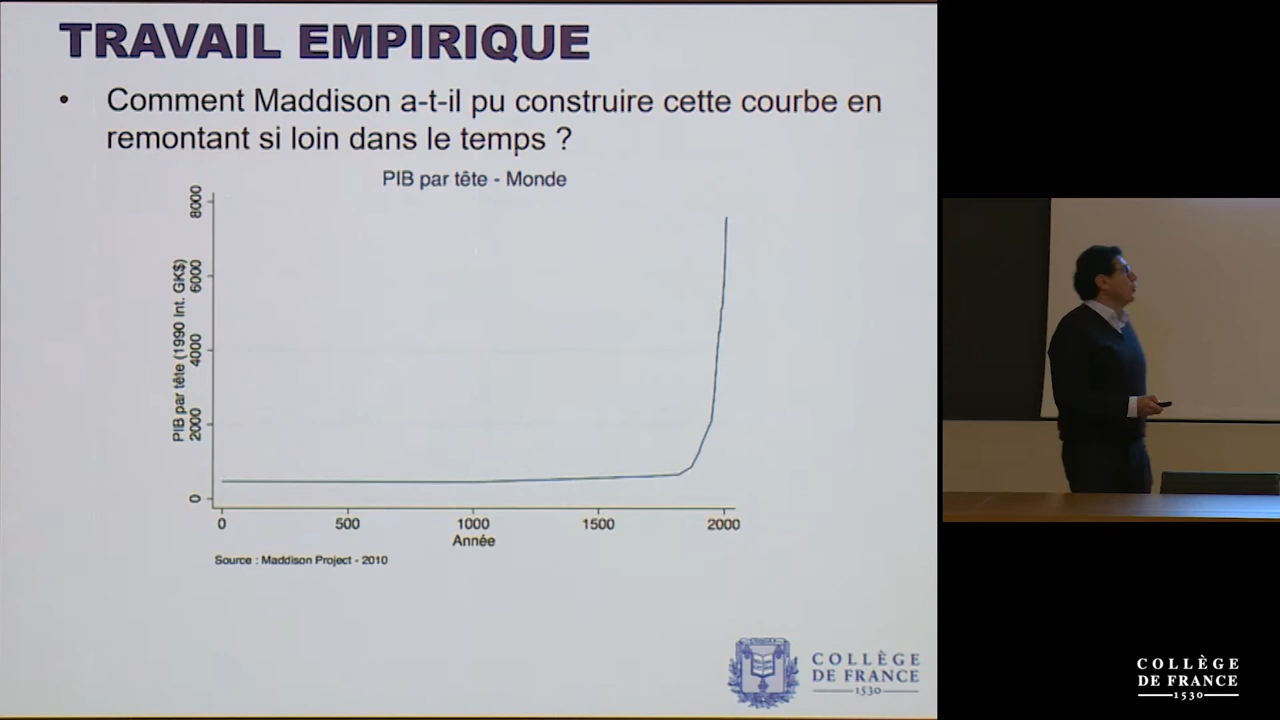 TRAVAIL EMPIRIQUE
• Comment Maddison a-t-il pu construire cette courbe en
remontant si loin dans le temps ?
PIB par tête - Monde
PIB par tête (1990 Int. GK$)
8000
6000
4000
2000
0
0 500 1000 1500 2000
Année
Source : Maddison Project - 2010
COLLÈGE
DE FRANCE
1530
COLLÈGE
DE FRANCE
1530